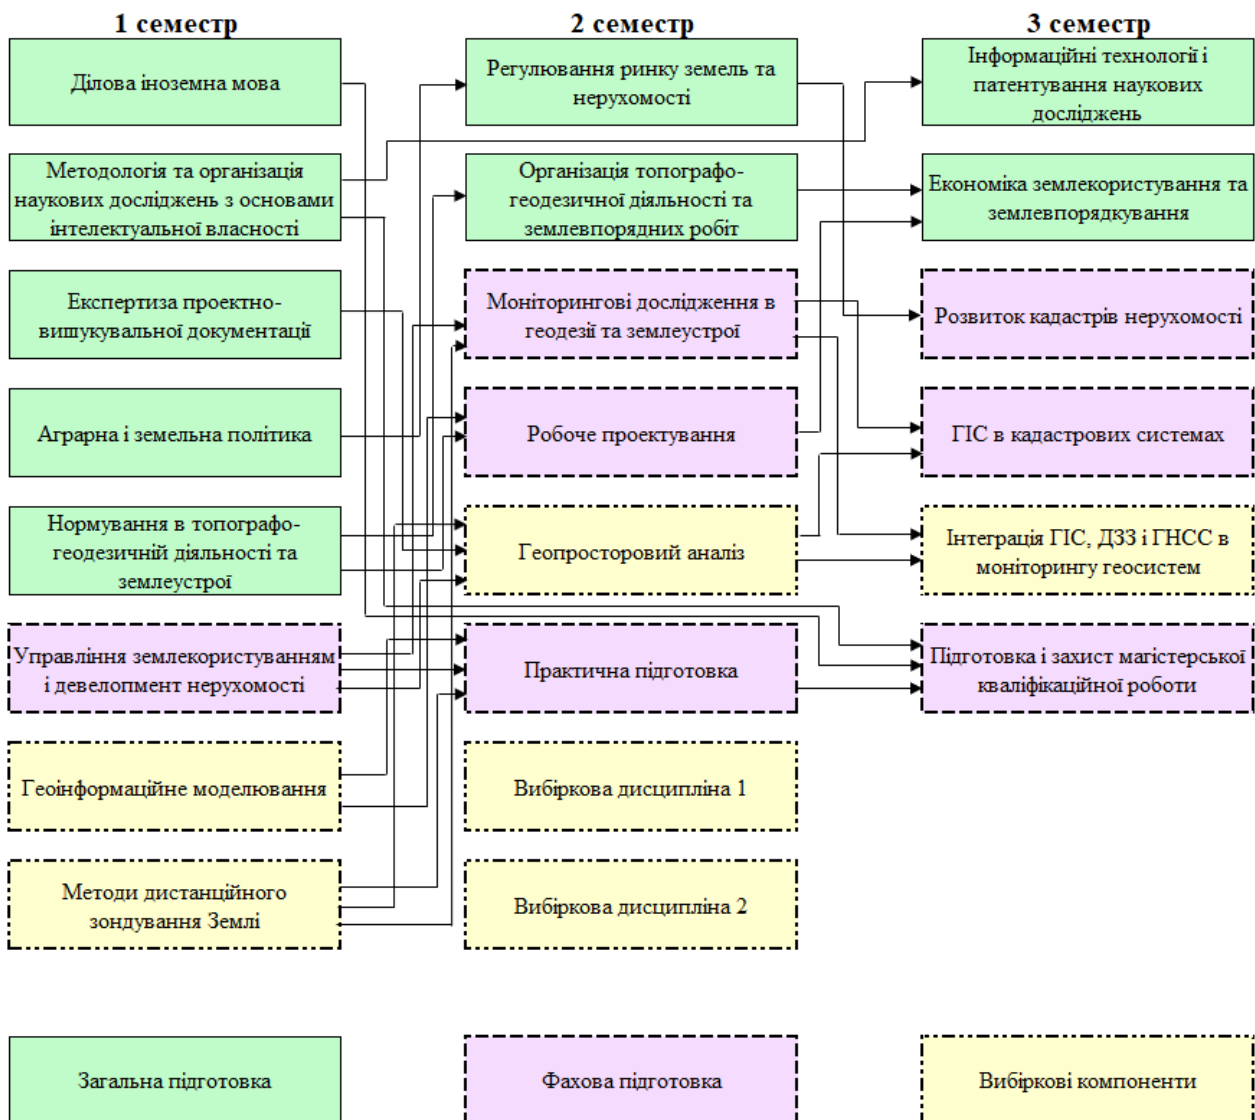 1 семестр
2 семестр
3 семестр
Ділова іноземна мова
Регулювання ринку земель та
нерухомості
Інформаційні технології і
патентування наукових
досліджень
Методологія та організація
наукових досліджень з основами
інтелектуальної власності
Організація топографо-
геодезичної діяльності та
землевпорядних робіт
Економіка землекористування та
землевпорядкування
Експертиза проектно-
вишукувальної документації
Моніторингові дослідження в
геодезії та землеустрої
Розвиток кадастрів нерухомості
Аграрна і земельна політика
Робоче проектування
ГІС в кадастрових системах
Нормування в топографо-
геодезичній діяльності та
землеустрої
Геопросторовий аналіз
Інтеграція ГІС, ДЗЗ і ГНСС в
моніторингу геосистем
Управління землекористуванням
і девелопмент нерухомості
Практична підготовка
Підготовка і захист магістерської
кваліфікаційної роботи
Геоінформаційне моделювання
Вибіркова дисципліна 1
Методи дистанційного
зондування Землі
Вибіркова дисципліна 2
Загальна підготовка
Фахова підготовка
Вибіркові компоненти